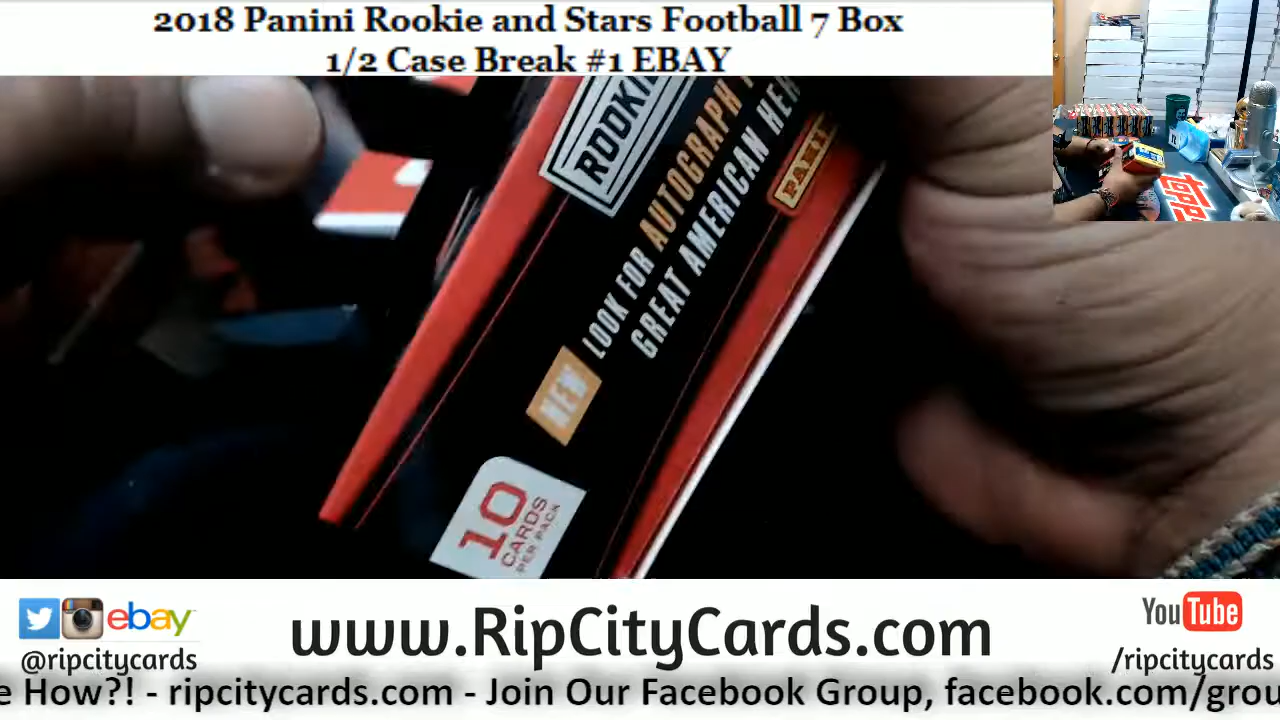 2018 Panini Rookie and Stars Football 7 Box
1/2 Case Break #1 EBAY
LOOK FOR AUTOGRAPH
GREAT AMERICAN
PANINI
NEW
10
CARDS
PER PACK
ebay
@ripcitycards
www.RipCityCards.com
YouTube
/ripcitycards
e How?! - ripcitycards.com - Join Our Facebook Group, facebook.com/grou